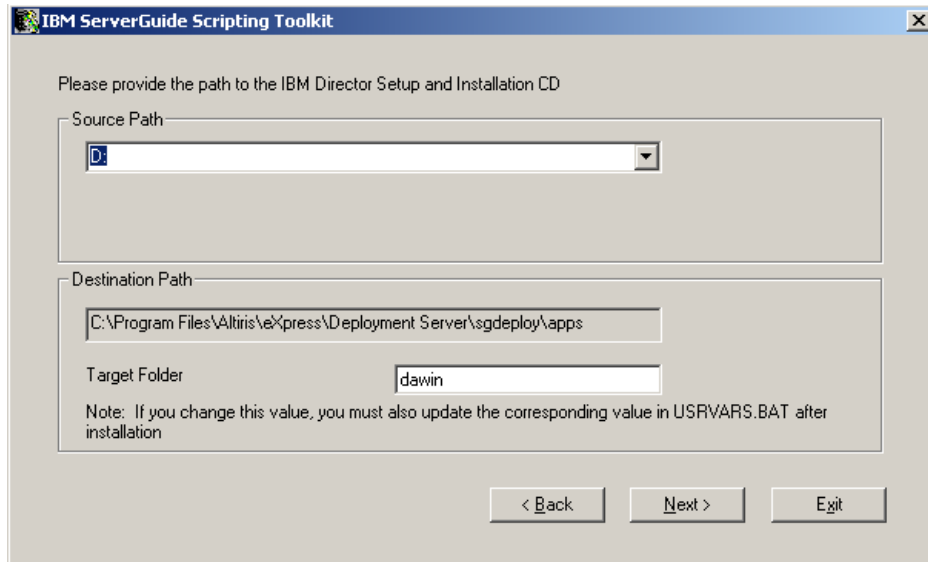 IBM ServerGuide Scripting Toolkit
Please provide the path to the IBM Director Setup and Installation CD
Source Path
D:
Destination Path
C:\Program Files\Altiris\eXpress\Deployment Server\sgdeploy\apps
Target Folder
dawin
Note: If you change this value, you must also update the corresponding value in USRVARS.BAT after
installation
< Back
Next >
Exit